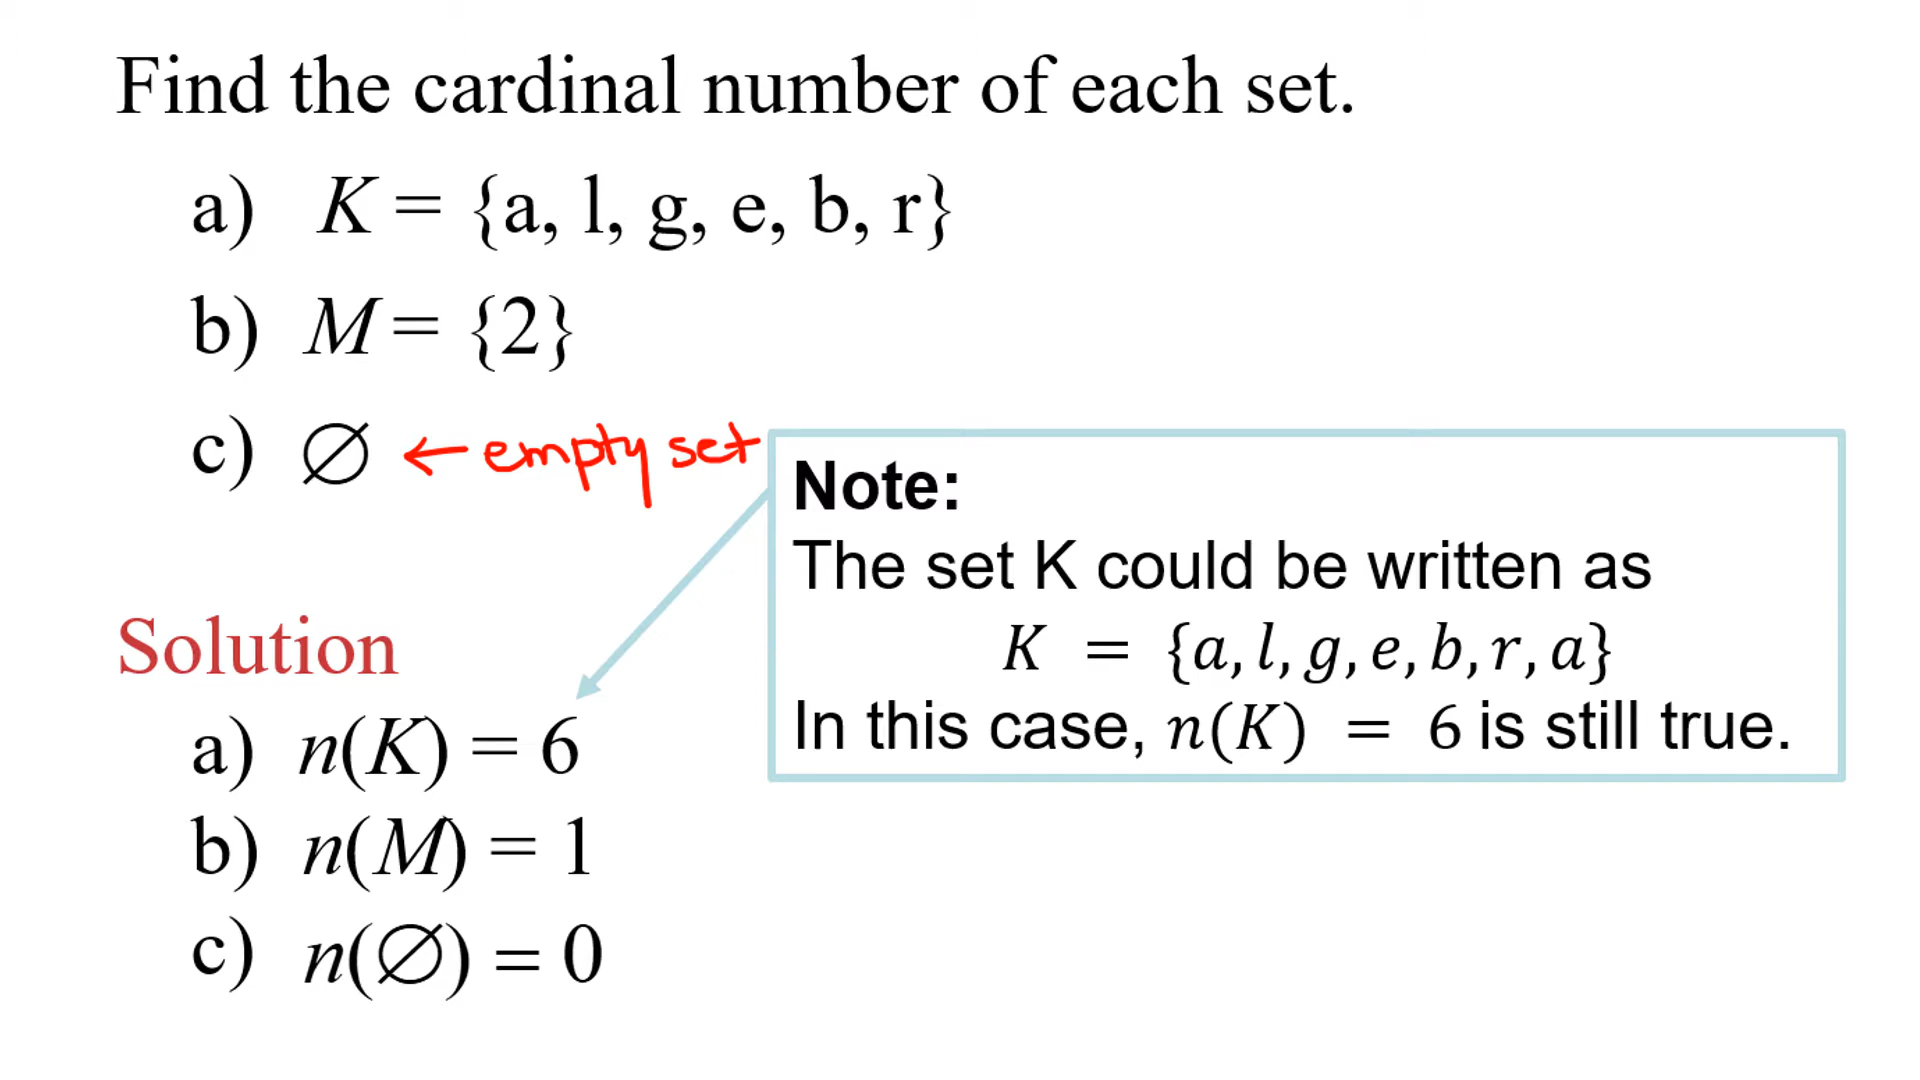 Find the cardinal number of each set.
a) K = {a, l, g, e, b, r}
b) M = {2}
c) ∅ ← empty set
Note:
The set K could be written as
K = {a, l, g, e, b, r, a}
In this case, n(K) = 6 is still true.
Solution
a) n(K) = 6
b) n(M) = 1
c) n(∅) = 0